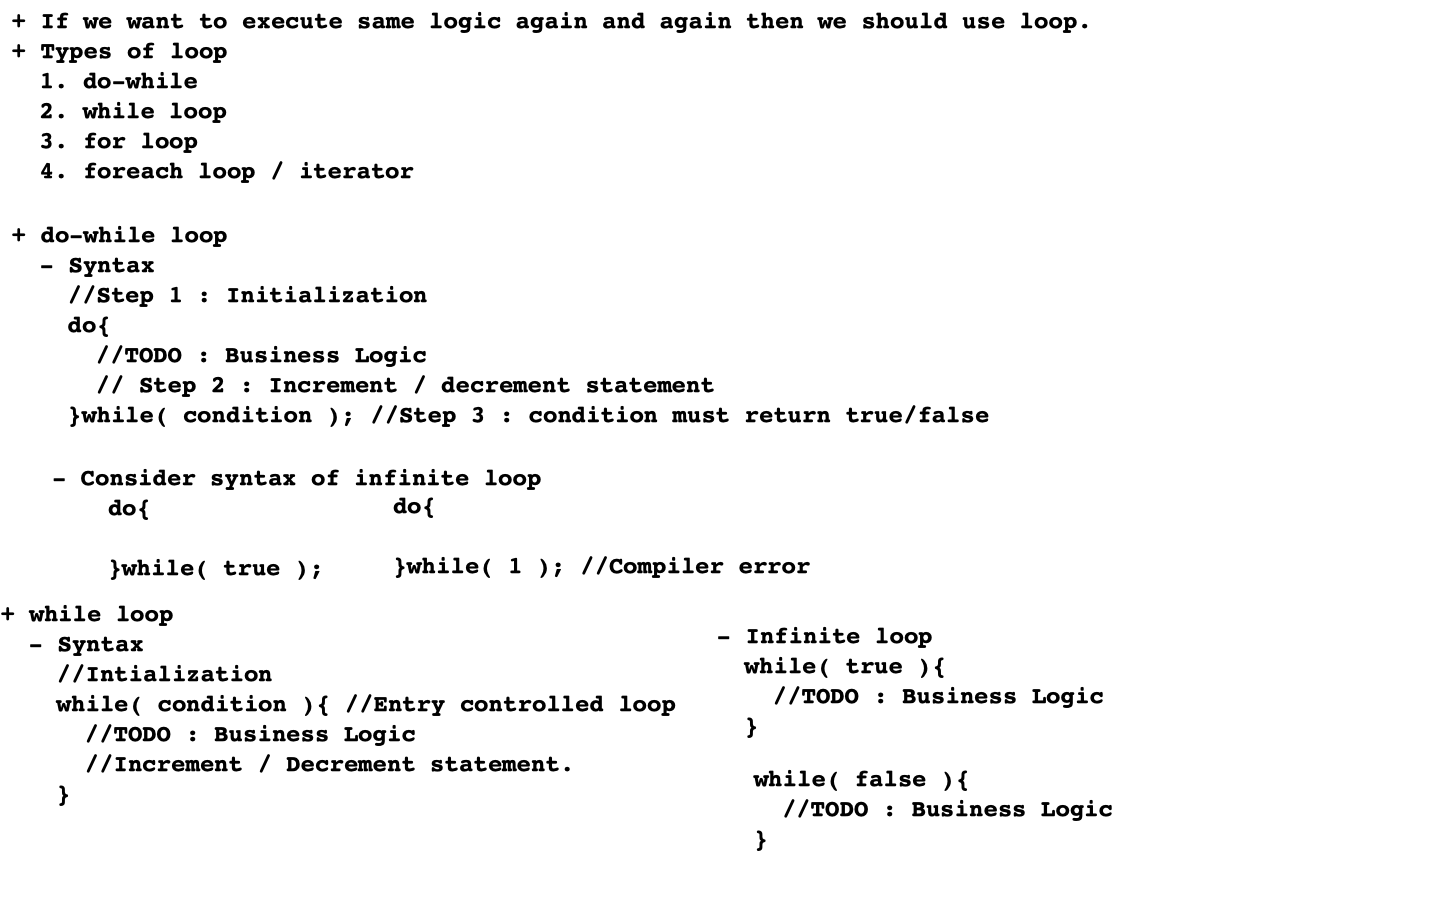 + If we want to execute same logic again and again then we should use loop.
+ Types of loop
1. do-while
2. while loop
3. for loop
4. foreach loop / iterator
+ do-while loop
- Syntax
//Step 1 : Initialization
do{
//TODO : Business Logic
// Step 2 : Increment / decrement statement
}while( condition ); //Step 3 : condition must return true/false
- Consider syntax of infinite loop
do{
}while( true );
do{
}while( 1 ); //Compiler error
+ while loop
- Syntax
//Intialization
while( condition ){ //Entry controlled loop
//TODO : Business Logic
//Increment / Decrement statement.
}
- Infinite loop
while( true ){
//TODO : Business Logic
}
while( false ){
//TODO : Business Logic
}